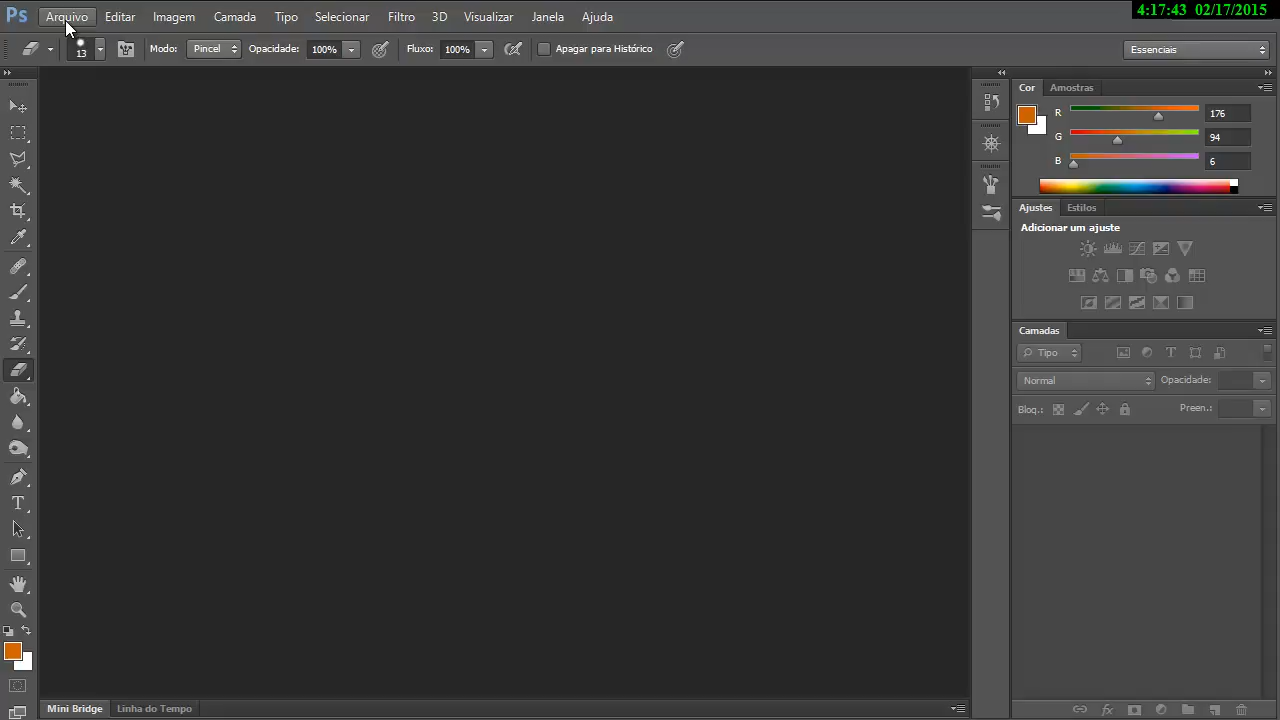 Ps Arquivo Editar Imagem Camada Tipo Selecionar Filtro 3D Visualizar Janela Ajuda
4:17:43 02/17/2015
13 Modo: Pincel Opacidade: 100% Fluxo: 100% Apagar para Histórico Essenciais
Cor Amostras
R 176
G 94
B 6
Ajustes Estilos
Adicionar um ajuste
Camadas
Tipo
Normal Opacidade:
Bloq.: Preen.:
Mini Bridge Linha do Tempo